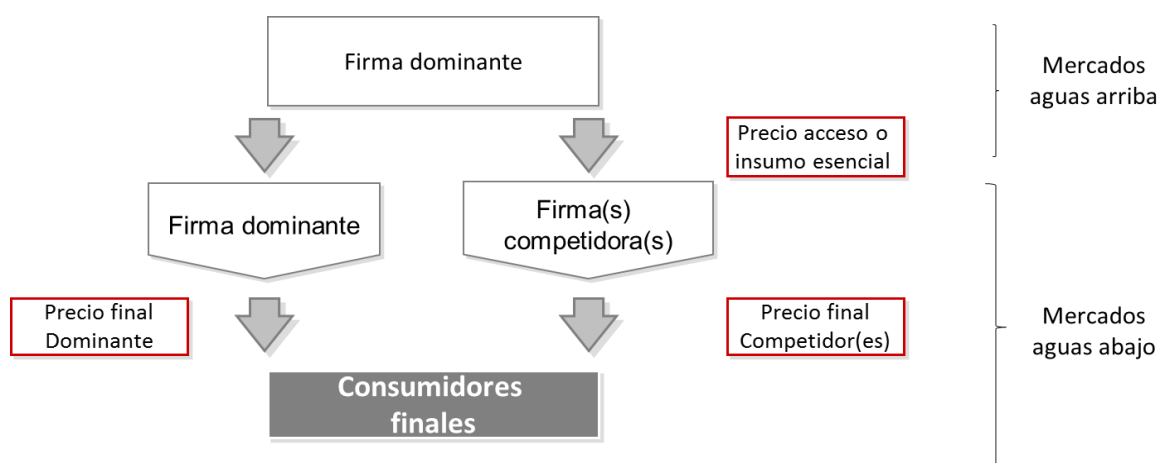 Firma dominante
Mercados
aguas arriba
Precio acceso o
insumo esencial
Firma dominante
Firma(s)
competidora(s)
Precio final
Dominante
Precio final
Competidor(es)
Mercados
aguas abajo
Consumidores
finales